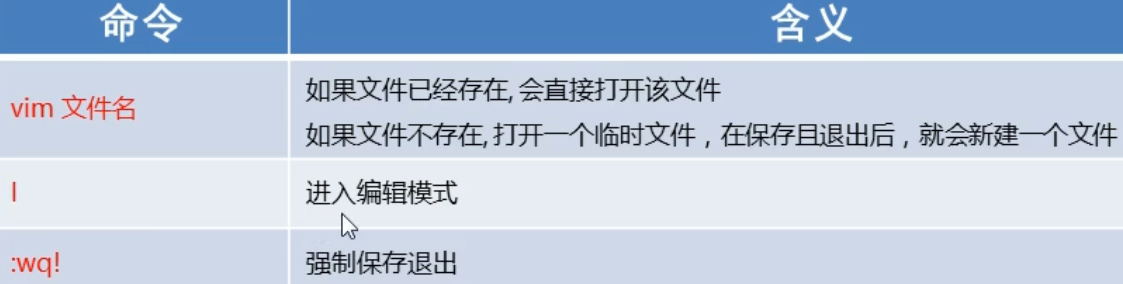 命令 含义
vim 文件名
如果文件已经存在, 会直接打开该文件
如果文件不存在, 打开一个临时文件，在保存且退出后，就会新建一个文件
I 进入编辑模式
:wq! 强制保存退出